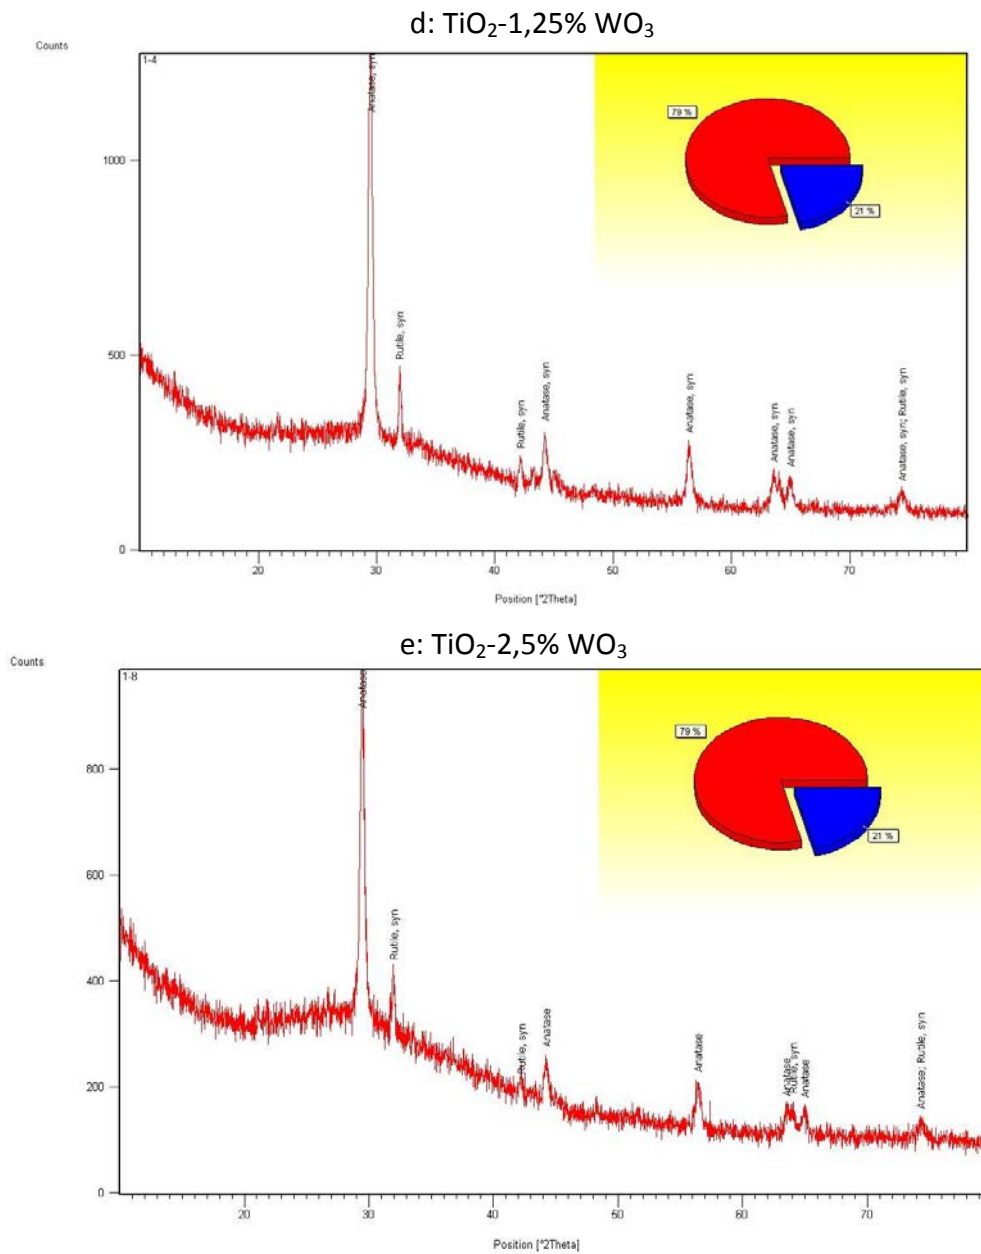 d: TiO₂-1,25% WO₃
Counts
1-4
Anatase, syn
79 %
21 %
1000
Rutile, syn
500
Rutile, syn
Anatase, syn
Anatase, syn
Anatase, syn
Anatase, syn
Anatase, syn; Rutile, syn
0
20
30
40
50
60
70
Position [°2Theta]
e: TiO₂-2,5% WO₃
Counts
1-8
Anatase
79 %
21 %
800
600
Rutile, syn
400
Rutile, syn
Anatase
Anatase
Anatase
Rutile, syn
Anatase
Anatase; Rutile, syn
200
0
20
30
40
50
60
70
Position [°2Theta]